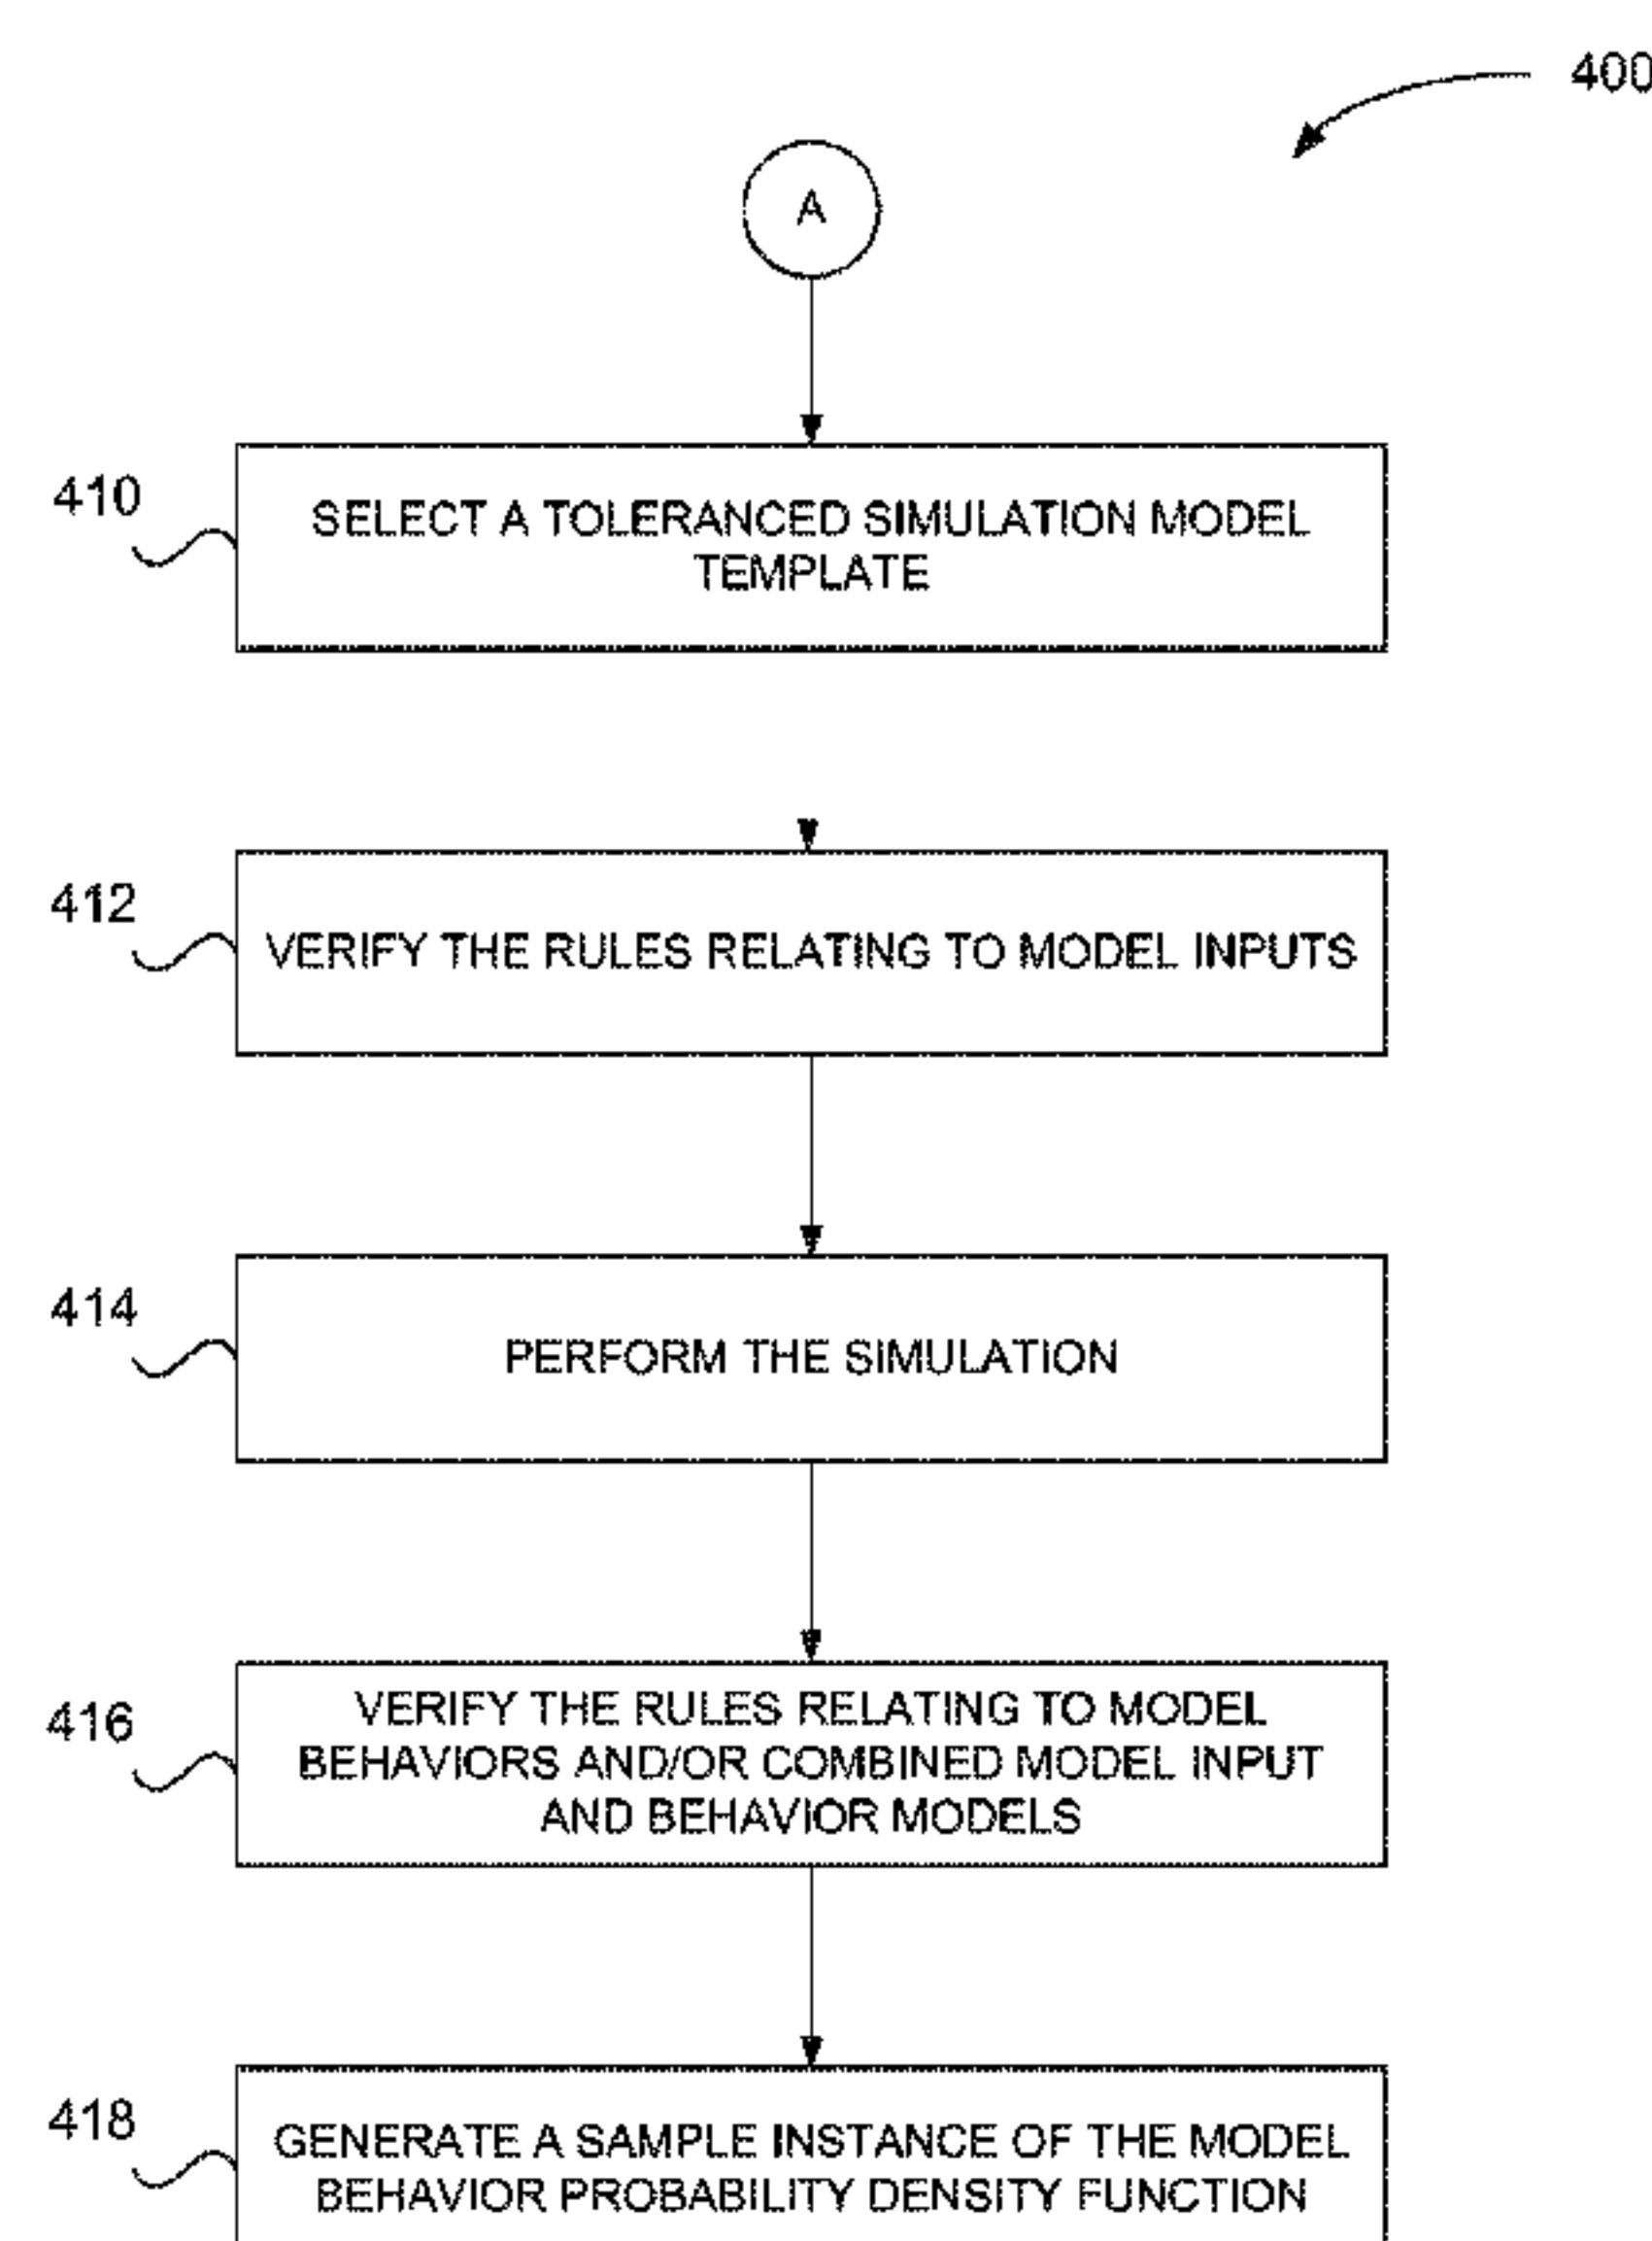 400
A
410
SELECT A TOLERANCED SIMULATION MODEL
TEMPLATE
412
VERIFY THE RULES RELATING TO MODEL INPUTS
414
PERFORM THE SIMULATION
416
VERIFY THE RULES RELATING TO MODEL
BEHAVIORS AND/OR COMBINED MODEL INPUT
AND BEHAVIOR MODELS
418
GENERATE A SAMPLE INSTANCE OF THE MODEL
BEHAVIOR PROBABILITY DENSITY FUNCTION